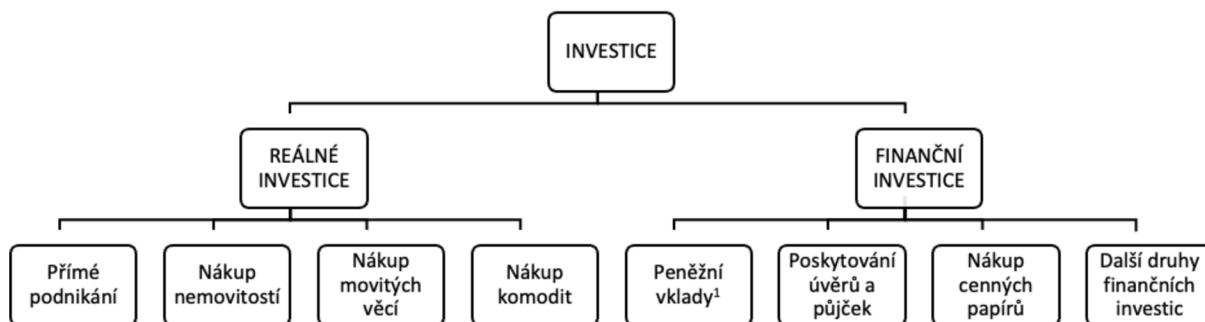 INVESTICE
REÁLNÉ
INVESTICE
FINANČNÍ
INVESTICE
Přímé
podnikání
Nákup
nemovitostí
Nákup
movitých
věcí
Nákup
komodit
Peněžní
vklady¹
Poskytování
úvěrů a
půjček
Nákup
cenných
papírů
Další druhy
finančních
investic